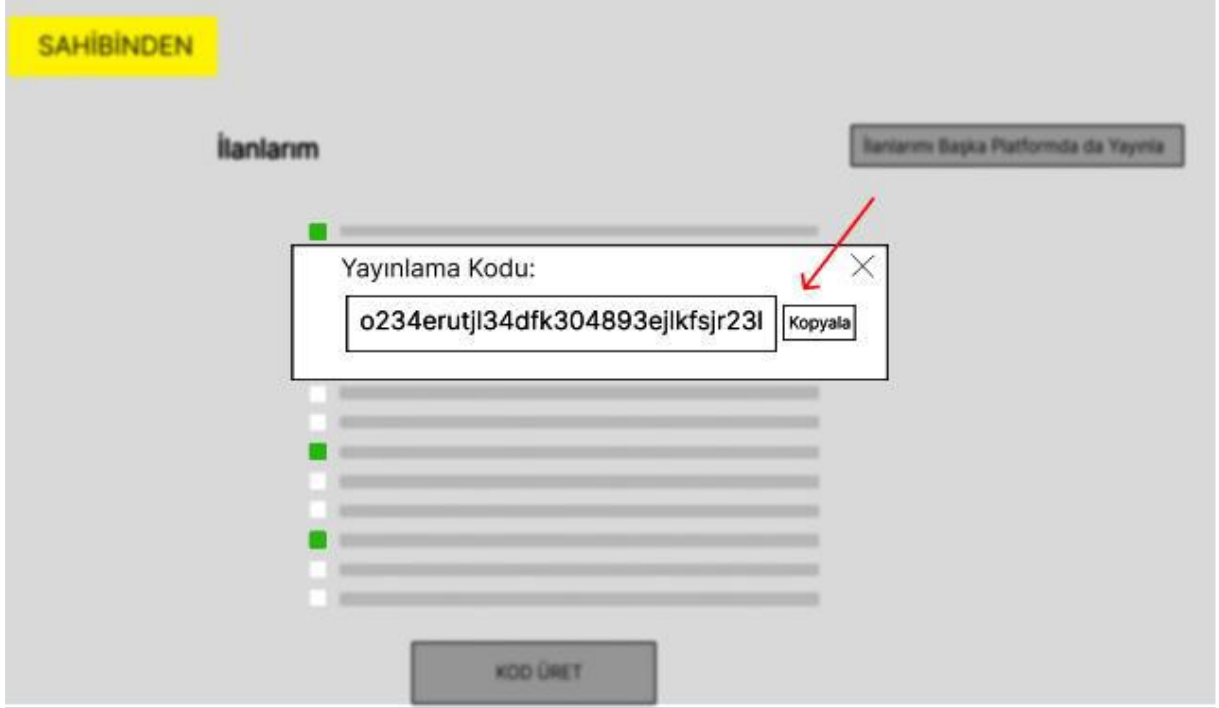 SAHİBİNDEN
İlanlarım
İlanlarımı Başka Platformda da Yayınla
Yayınlama Kodu:
o234erutjl34dfk304893ejlkfsjr23l
Kopyala
KOD ÜRET